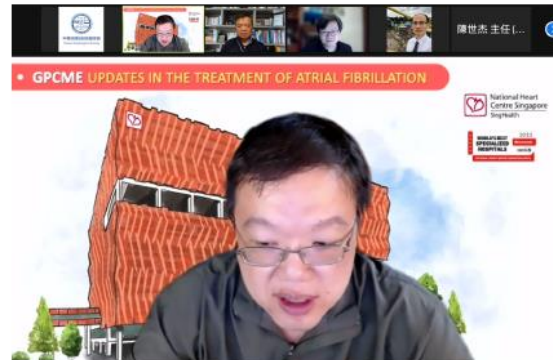 陳世杰 主任 (...
• GPCME UPDATES IN THE TREATMENT OF ATRIAL FIBRILLATION
National Heart
Centre Singapore
SingHealth
WORLD'S BEST
SPECIALIZED
HOSPITALS